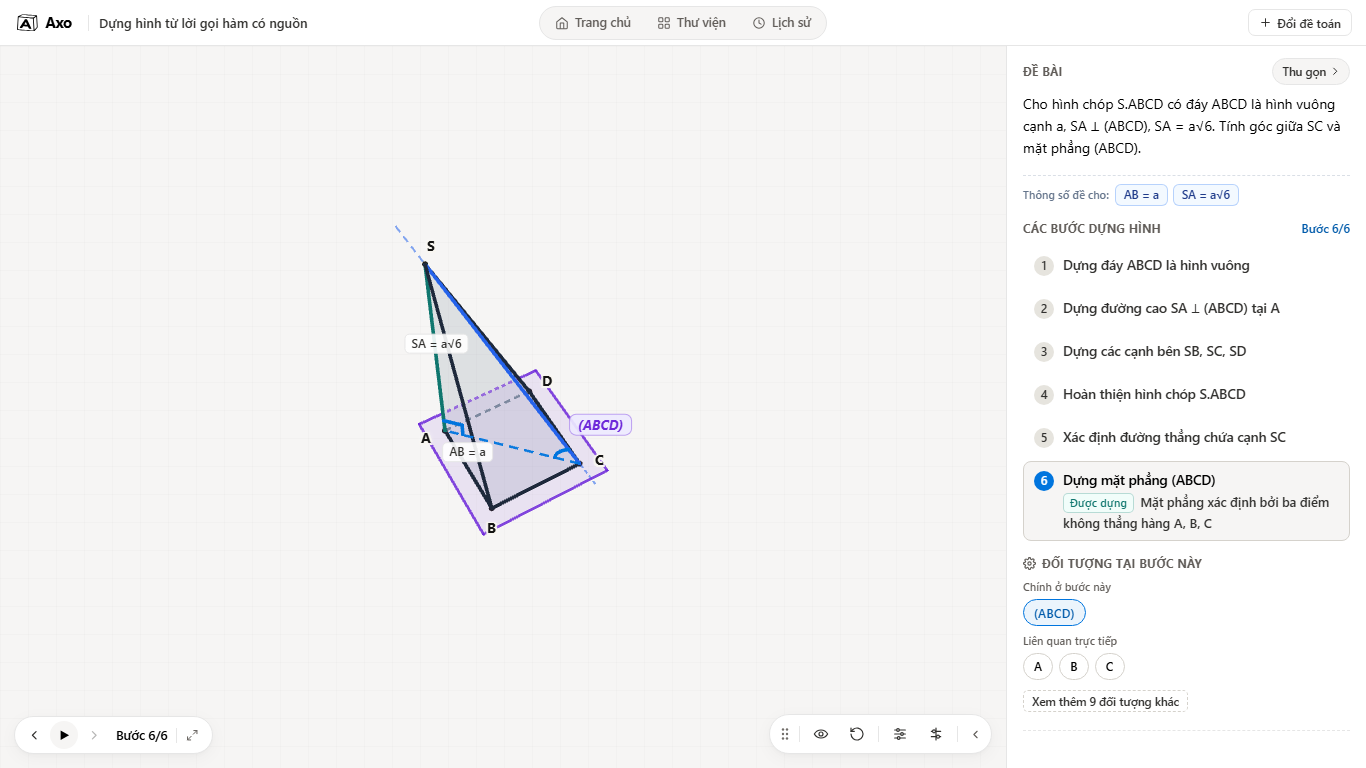 Axo
Dựng hình từ lời gọi hàm có nguồn
Trang chủ
Thư viện
Lịch sử
Đổi đề toán
S
SA = a√6
D
(ABCD)
A
AB = a
C
B
Bước 6/6
ĐỀ BÀI
Thu gọn
Cho hình chóp S.ABCD có đáy ABCD là hình vuông
cạnh a, SA ⊥ (ABCD), SA = a√6. Tính góc giữa SC và
mặt phẳng (ABCD).
Thông số đề cho:
AB = a
SA = a√6
CÁC BƯỚC DỰNG HÌNH
Bước 6/6
1 Dựng đáy ABCD là hình vuông
2 Dựng đường cao SA ⊥ (ABCD) tại A
3 Dựng các cạnh bên SB, SC, SD
4 Hoàn thiện hình chóp S.ABCD
5 Xác định đường thẳng chứa cạnh SC
6 Dựng mặt phẳng (ABCD)
Được dựng Mặt phẳng xác định bởi ba điểm
không thẳng hàng A, B, C
ĐỐI TƯỢNG TẠI BƯỚC NÀY
Chính ở bước này
(ABCD)
Liên quan trực tiếp
A
B
C
Xem thêm 9 đối tượng khác